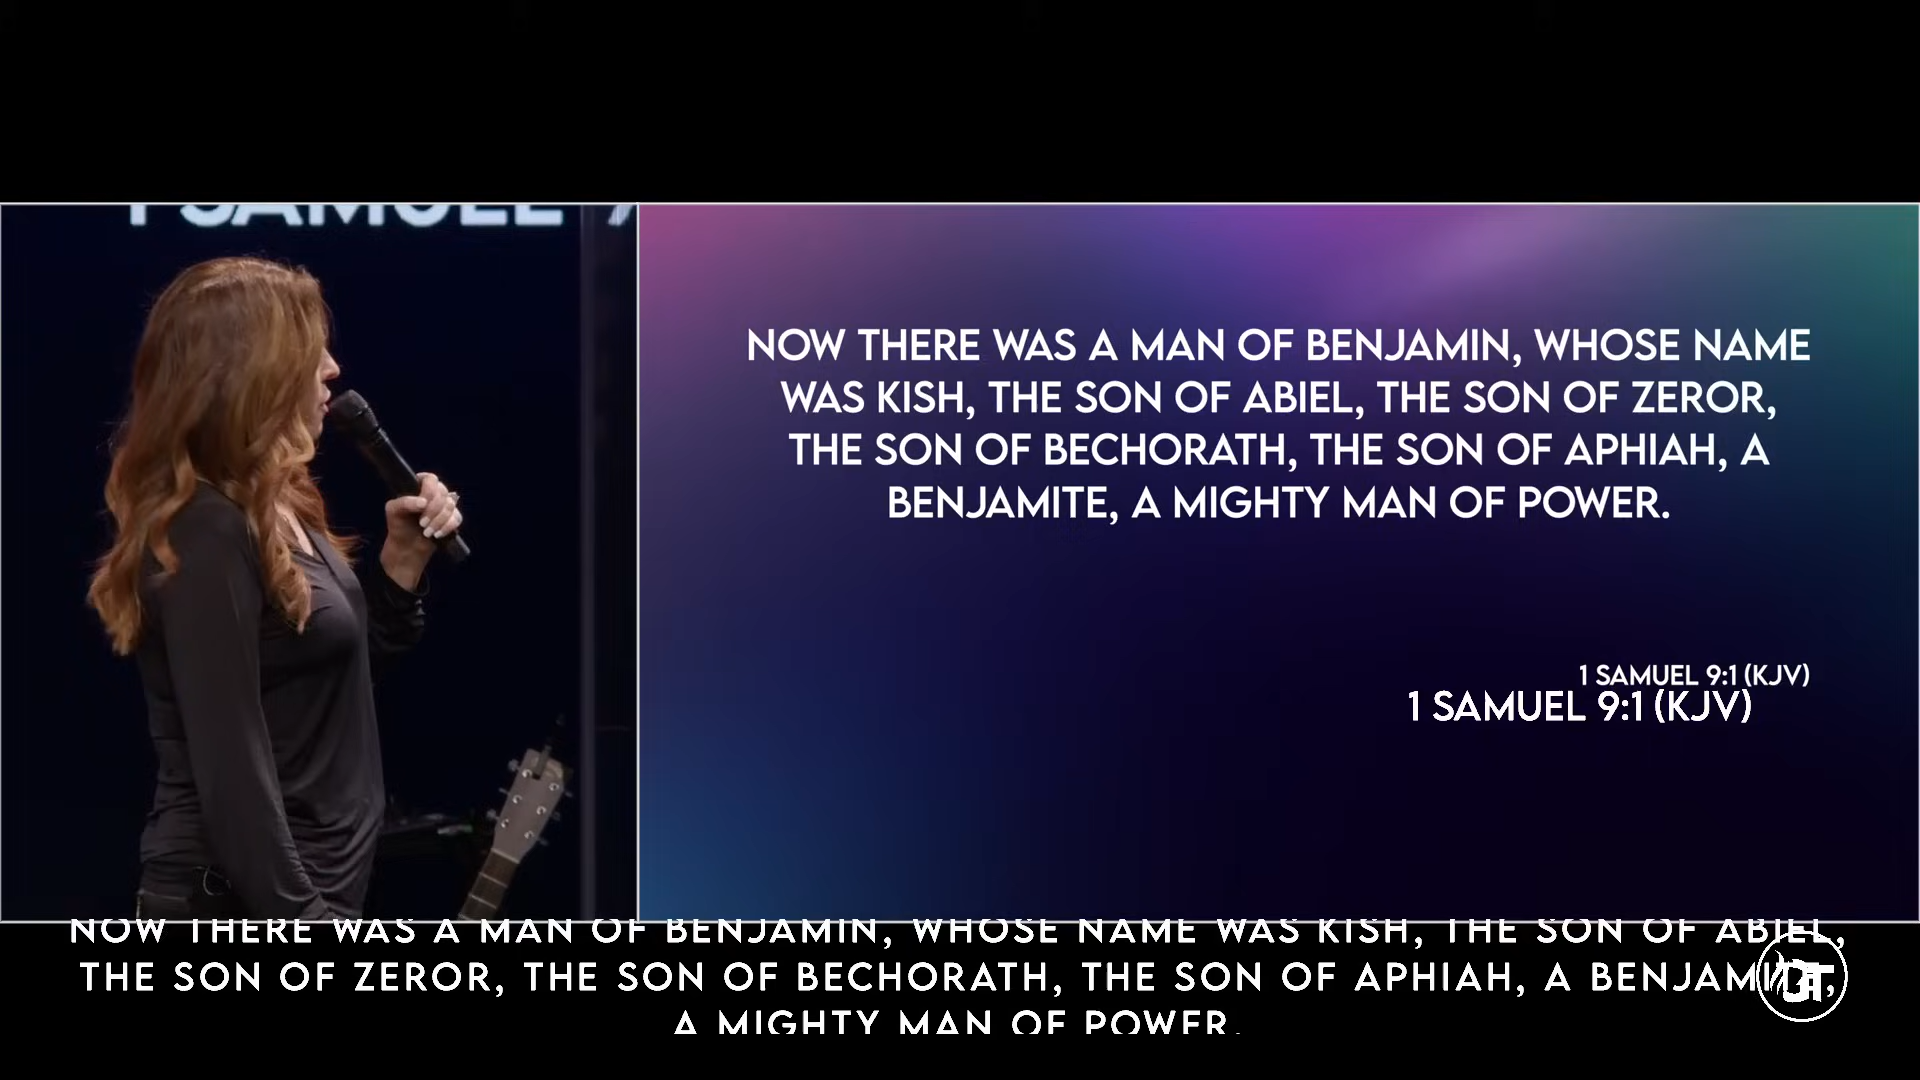 1 SAMUEL
NOW THERE WAS A MAN OF BENJAMIN, WHOSE NAME
WAS KISH, THE SON OF ABIEL, THE SON OF ZEROR,
THE SON OF BECHORATH, THE SON OF APHIAH, A
BENJAMITE, A MIGHTY MAN OF POWER.
1 SAMUEL 9:1 (KJV)
1 SAMUEL 9:1 (KJV)
NOW THERE WAS A MAN OF BENJAMIN, WHOSE NAME WAS KISH, THE SON OF ABIEL,
THE SON OF ZEROR, THE SON OF BECHORATH, THE SON OF APHIAH, A BENJAMITE,
A MIGHTY MAN OF POWER.